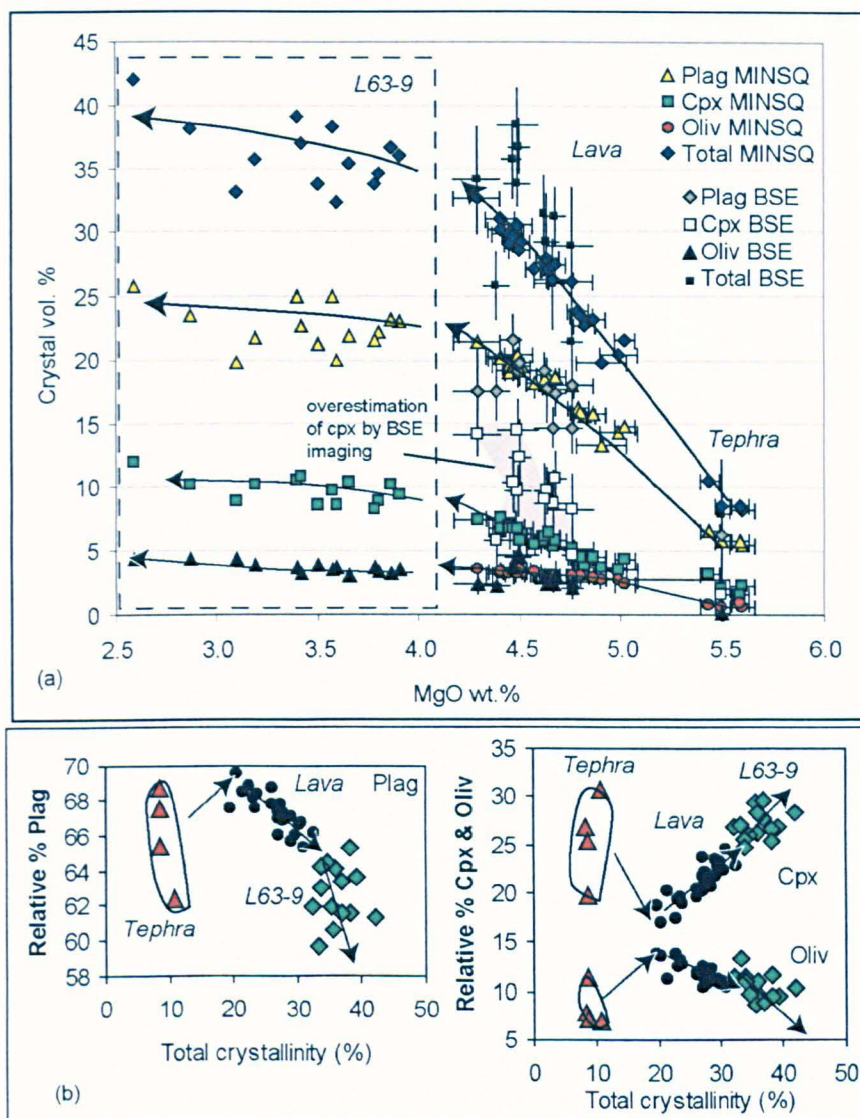 45
40
35
30
25
20
15
10
5
0
Crystal vol. %
L63-9
Lava
Tephra
Plag MINSQ
Cpx MINSQ
Oliv MINSQ
Total MINSQ
Plag BSE
Cpx BSE
Oliv BSE
Total BSE
overestimation
of cpx by BSE
imaging
2.5 3.0 3.5 4.0 4.5 5.0 5.5 6.0
(a)
MgO wt.%
70
68
66
64
62
60
58
Relative % Plag
Lava
Plag
L63-9
Tephra
0 10 20 30 40 50
Total crystallinity (%)
(b)
35
30
25
20
15
10
5
Relative % Cpx & Oliv
Tephra
L63-9
Lava
Cpx
Oliv
0 10 20 30 40 50
Total crystallinity (%)